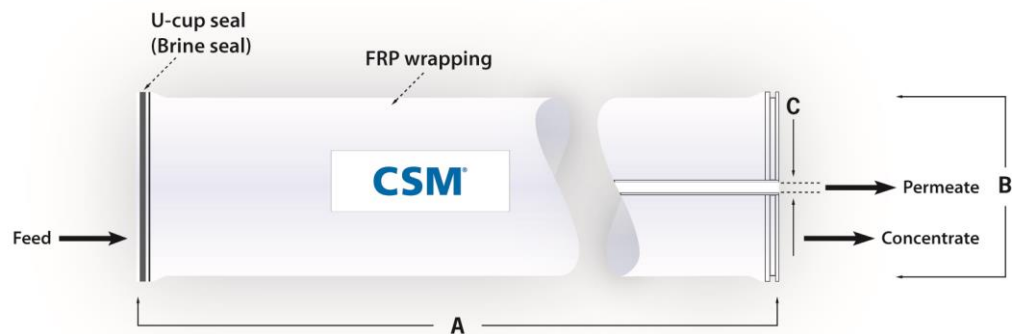 U-cup seal
(Brine seal)
FRP wrapping
C
CSM®
Permeate
B
Feed
Concentrate
A